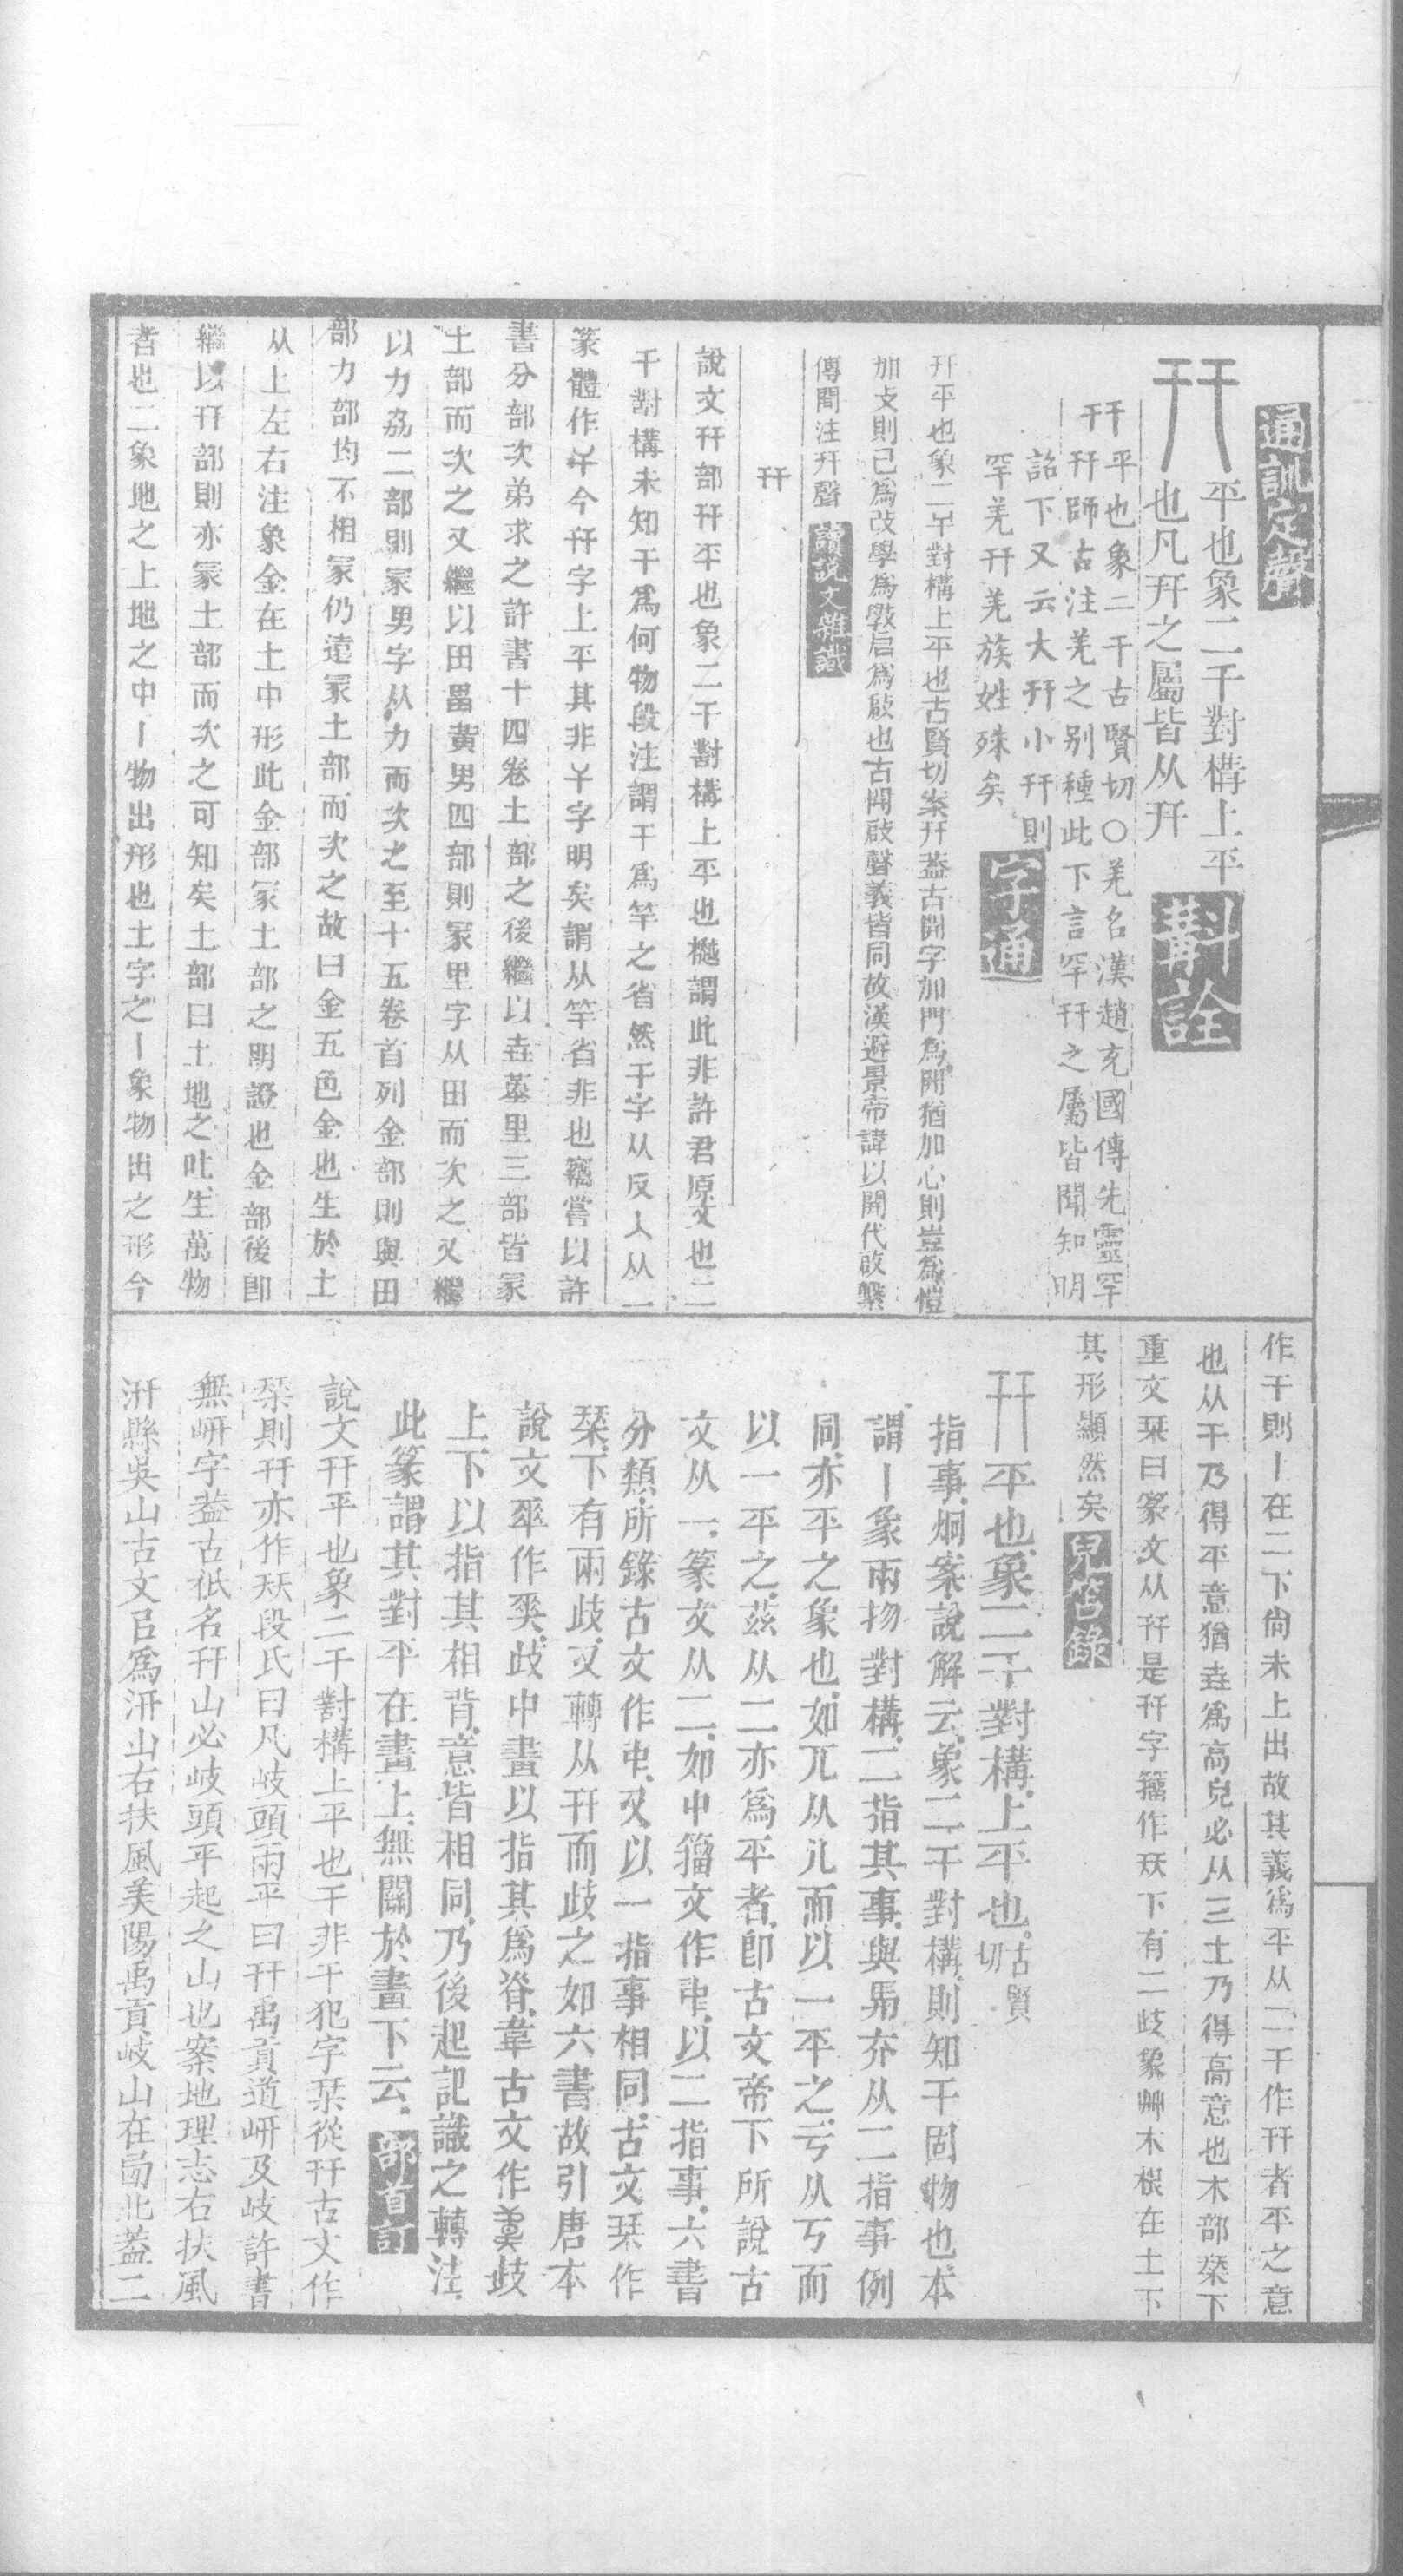 通訓定聲
平也象二干對構上平
也凡幵之屬皆从幵
斠詮
幵平也象二干古賢切〇羌名漢趙充國傳先靈罕
幵幵師古注羌之別種此下言罕幵之屬皆聞知明
詔下又云大幵小幵則
罕羌幵羌族姓殊矣
字通
幵平也象二干對構上平也古賢切案幵葢古開字加門爲開猶加心則豈爲愷
加攴則已爲改學爲斆启爲啟也古開啟聲義皆同故漢避景帝諱以開代啟繫
傳開注幵聲
讀說文雜識
幵
說文幵部幵平也象二干對構上平也樾謂此非許君原文也二
干對構未知干爲何物段注謂干爲竿之省然干字从反入从一
篆體作今幵字上平其非字明矣謂从竿省非也竊嘗以許
書分部次弟求之許書十四卷土部之後繼以垚堇里三部皆冡
土部而次之又繼以田畕黃男四部則冡里字从田而次之又繼
以力劦二部則冡男字从力而次之至十五卷首列金部則與田
部力部均不相冡仍遠冡土部而次之故曰金五色金也生於土
从土左右注象金在土中形此金部冡土部之明證也金部後卽
繼以幵部則亦冡土部而次之可知矣土部曰土地之吐生萬物
者也二象地之上地之中丨物出形也土字之丨象物出之形今
作干則丨在二下尙未上出故其義爲平从二干作幵者平之意
也从干乃得平意猶垚爲高皃必从三土乃得高意也木部栞下
重文栞曰篆文从幵是幵字籒作下有二歧象艸木根在土下
其形顯然矣
兒笘錄
幵平也象二干對構上平也古賢切
指事炯案說解云象二干對構則知干固物也本
謂丨象兩物對構二指其事與从二指事例
同亦平之象也如兀从儿而以一平之亏从丂而
以一平之茲从二亦爲平者卽古文帝下所說古
文从一篆文从二如中籒文作以二指事六書
分類所錄古文作又以一指事相同古文栞作
栞下有兩歧又轉从幵而歧之如六書故引唐本
說文作歧中畫以指其爲脊韋古文作歧
上下以指其相背意皆相同乃後起記識之轉注
此篆謂其對平在畫上無關於畫下云
部首訂
說文幵平也象二干對構上平也干非干犯字栞從幵古文作
栞則幵亦作段氏曰凡岐頭兩平曰幵禹貢道岍及岐許書
無岍字葢古祇名幵山必岐頭平起之山也案地理志右扶風
汧縣吳山古文㠯爲汧山右扶風美陽禹貢岐山在西北葢二